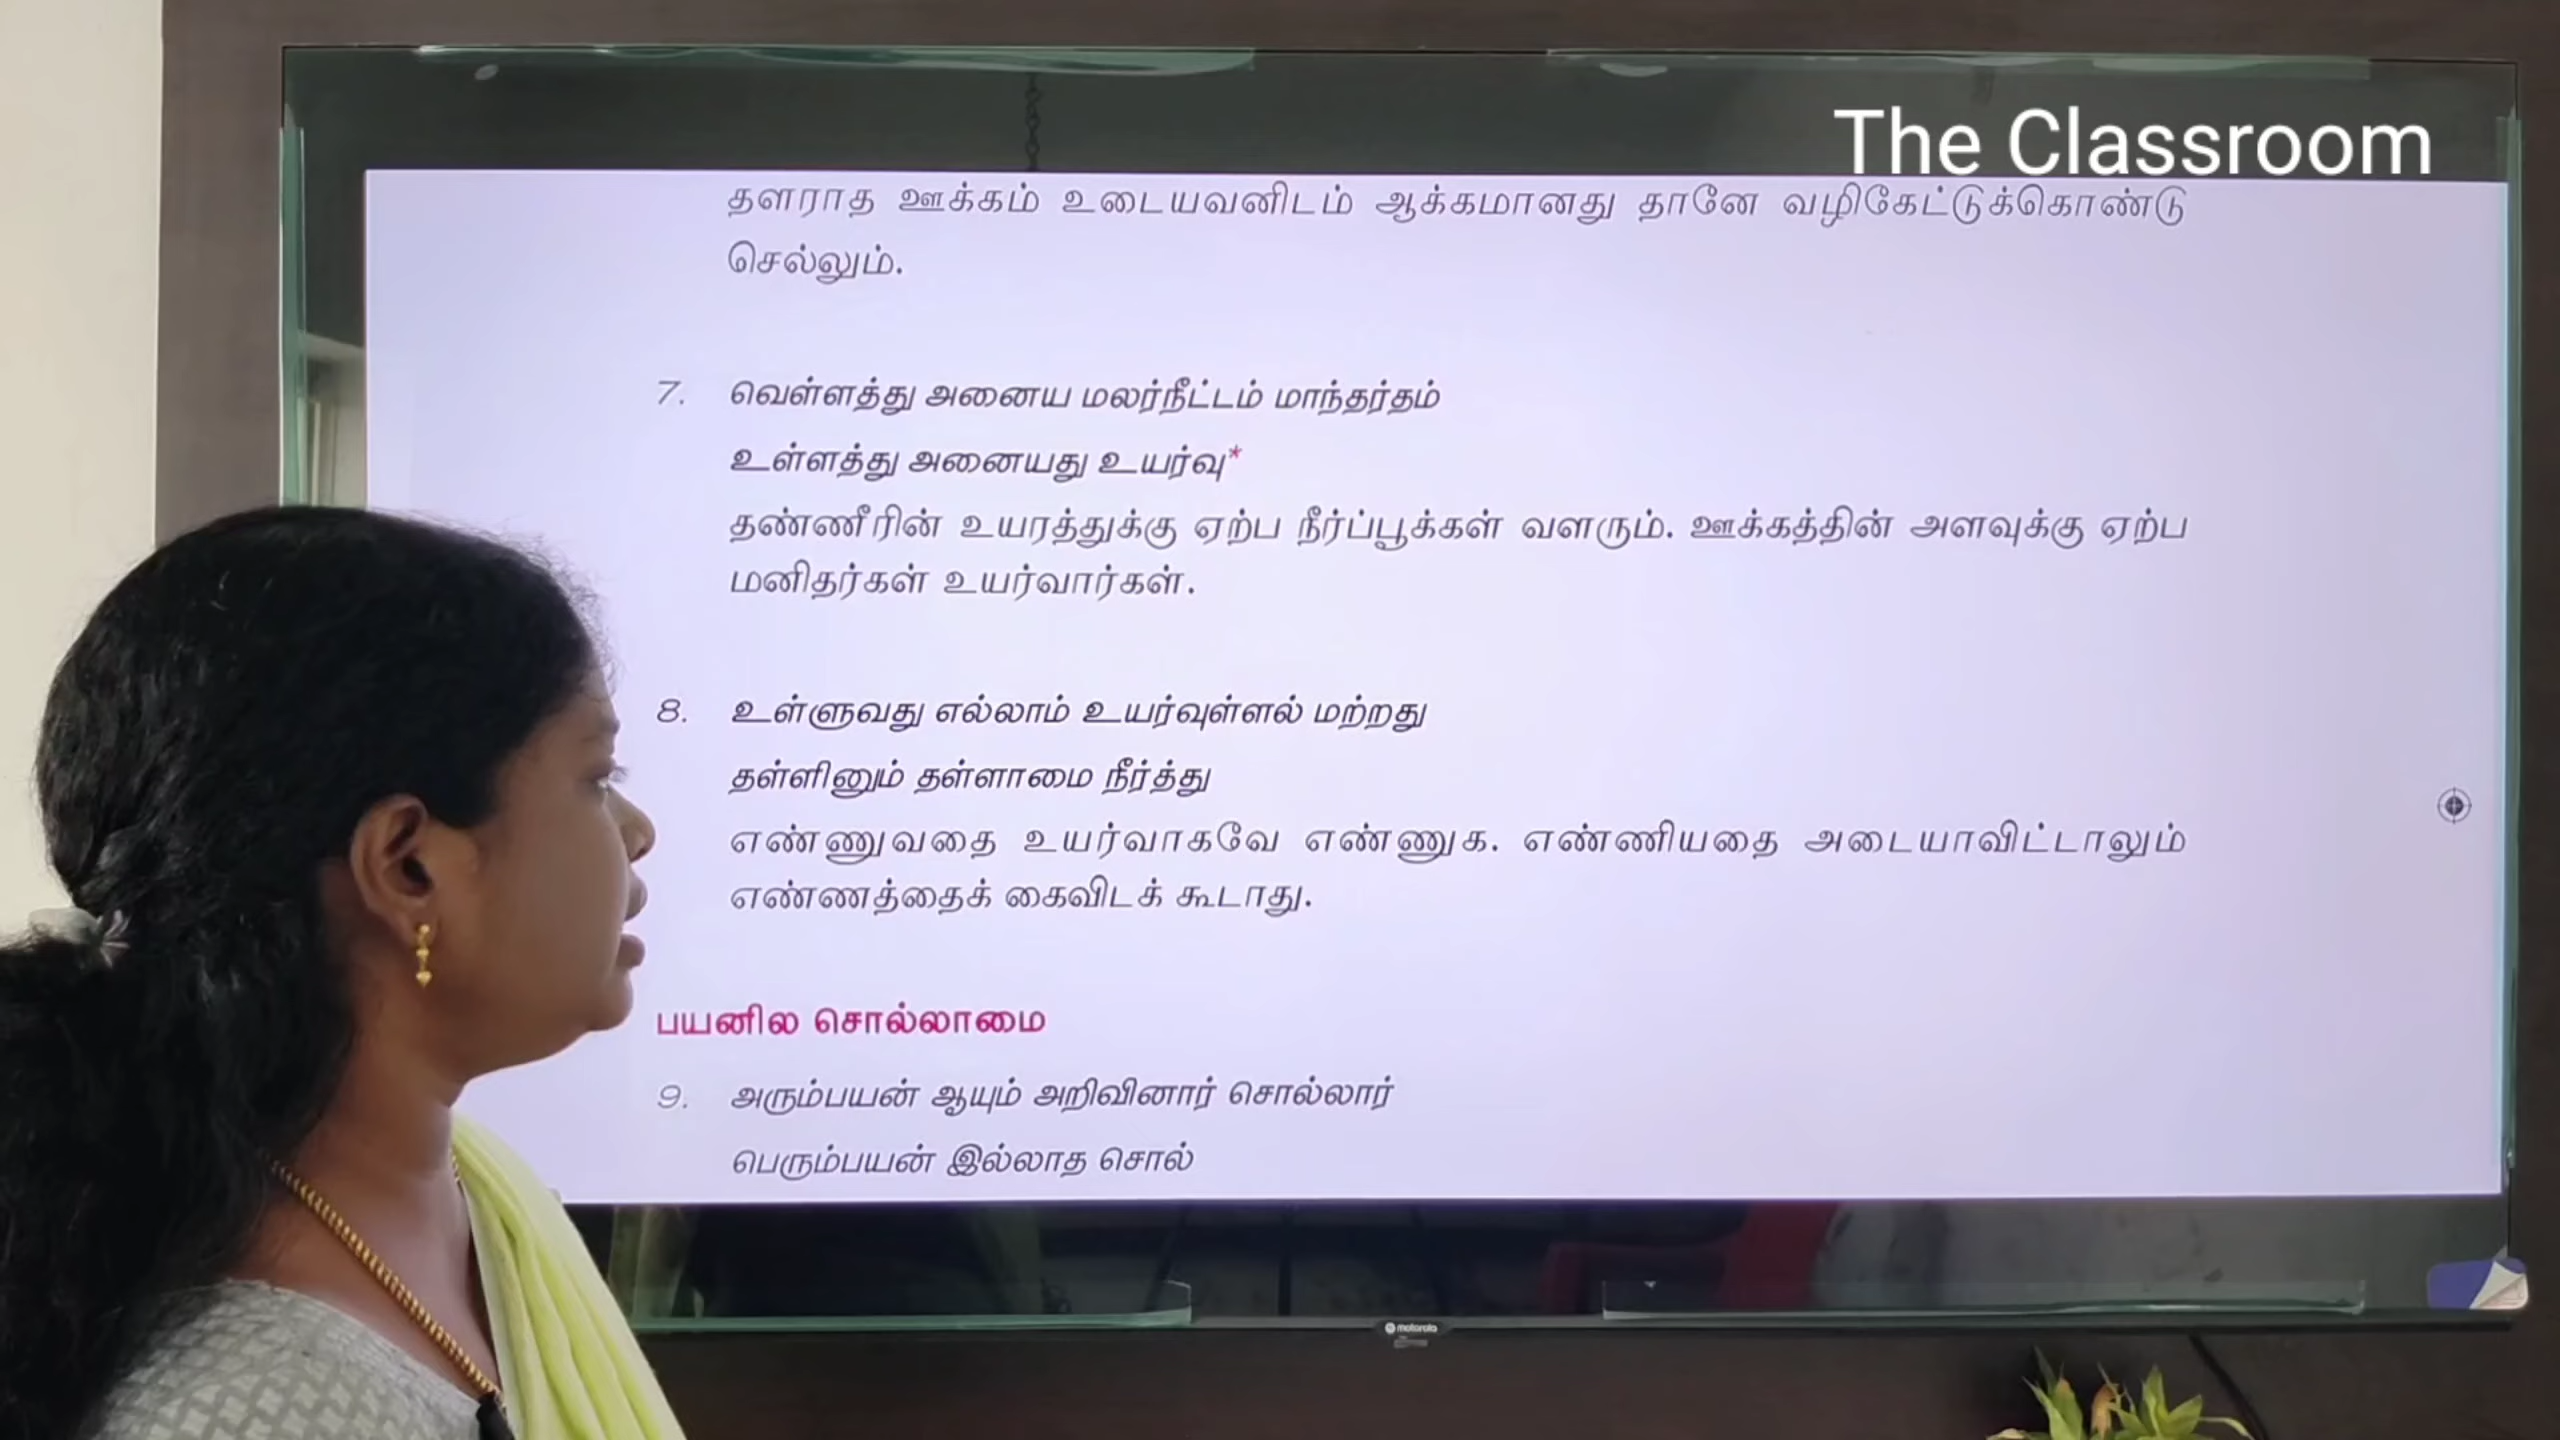 The Classroom
தளராத ஊக்கம் உடையவனிடம் ஆக்கமானது தானே வழிகேட்டுக்கொண்டு
செல்லும்.
7. வெள்ளத்து அனைய மலர்நீட்டம் மாந்தர்தம்
உள்ளத்து அனையது உயர்வு*
தண்ணீரின் உயரத்துக்கு ஏற்ப நீர்ப்பூக்கள் வளரும். ஊக்கத்தின் அளவுக்கு ஏற்ப
மனிதர்கள் உயர்வார்கள்.
8. உள்ளுவது எல்லாம் உயர்வுள்ளல் மற்றது
தள்ளினும் தள்ளாமை நீர்த்து
எண்ணுவதை உயர்வாகவே எண்ணுக. எண்ணியதை அடையாவிட்டாலும்
எண்ணத்தைக் கைவிடக் கூடாது.
பயனில சொல்லாமை
9. அரும்பயன் ஆயும் அறிவினார் சொல்லார்
பெரும்பயன் இல்லாத சொல்
motorola